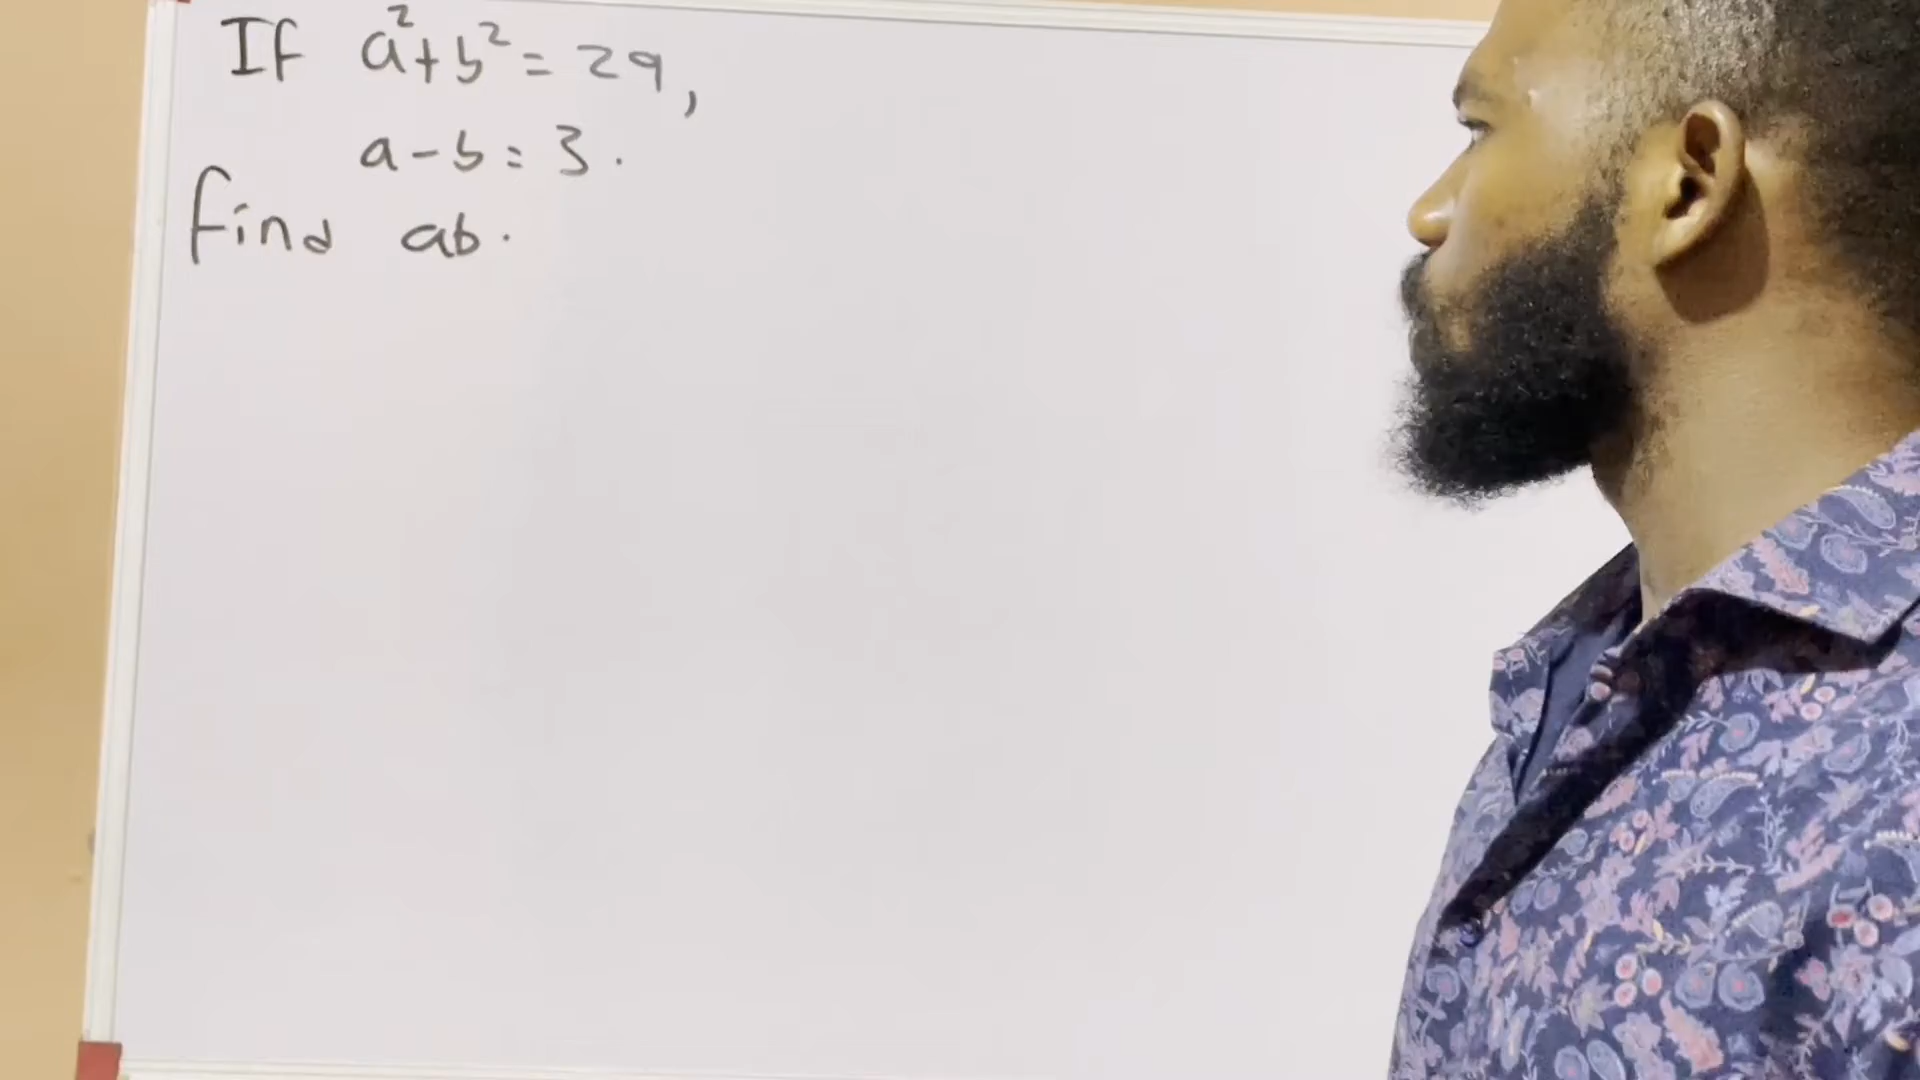 If a²+b² = 29,
a - b = 3.
find ab.